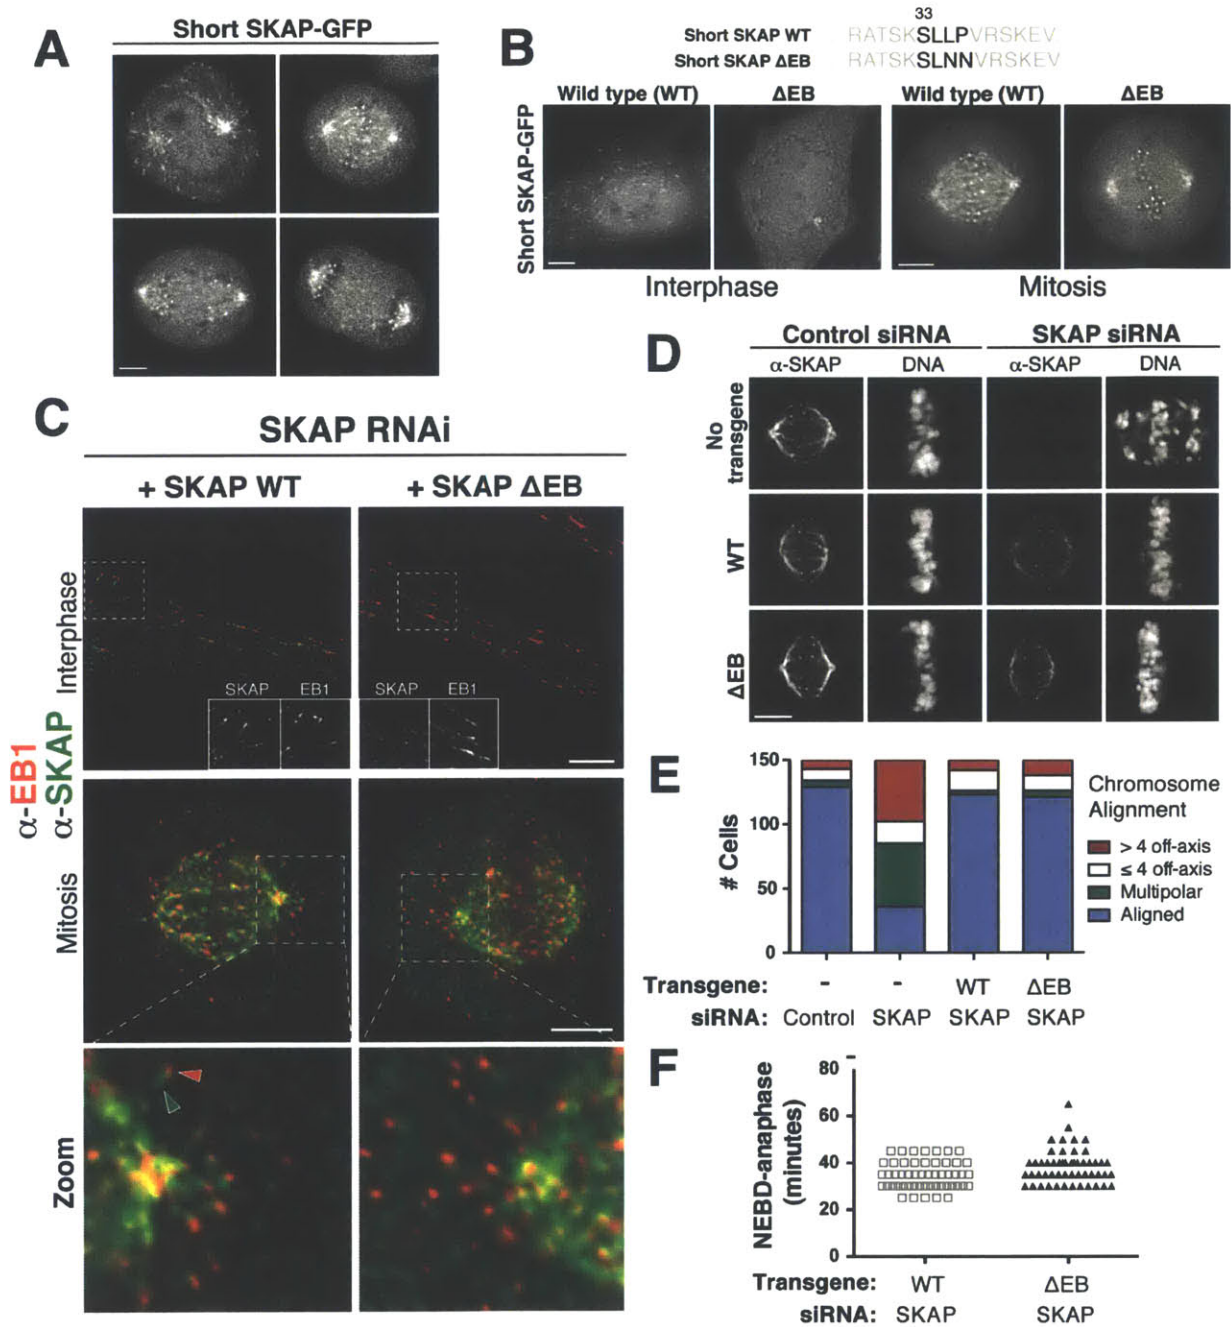 A
Short SKAP-GFP
B
33
Short SKAP WT RATSKSLLPVRSKEV
Short SKAP ΔEB RATSKSLNNVRSKEV
Wild type (WT) ΔEB Wild type (WT) ΔEB
Short SKAP-GFP
Interphase Mitosis
C
SKAP RNAi
+ SKAP WT + SKAP ΔEB
α-EB1
α-SKAP
Interphase
SKAP EB1 SKAP EB1
Mitosis
Zoom
D
Control siRNA SKAP siRNA
α-SKAP DNA α-SKAP DNA
No
transgene
WT
ΔEB
E
# Cells
150
100
50
0
Chromosome
Alignment
> 4 off-axis
≤ 4 off-axis
Multipolar
Aligned
Transgene: - - WT ΔEB
siRNA: Control SKAP SKAP SKAP
F
NEBD-anaphase
(minutes)
80
60
40
20
0
Transgene: WT ΔEB
siRNA: SKAP SKAP